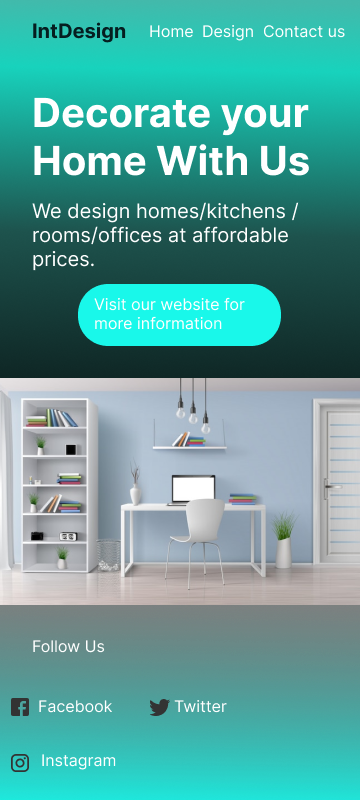 IntDesign Home Design Contact us
Decorate your
Home With Us
We design homes/kitchens /
rooms/offices at affordable
prices.
Visit our website for
more information
Follow Us
Facebook Twitter
Instagram